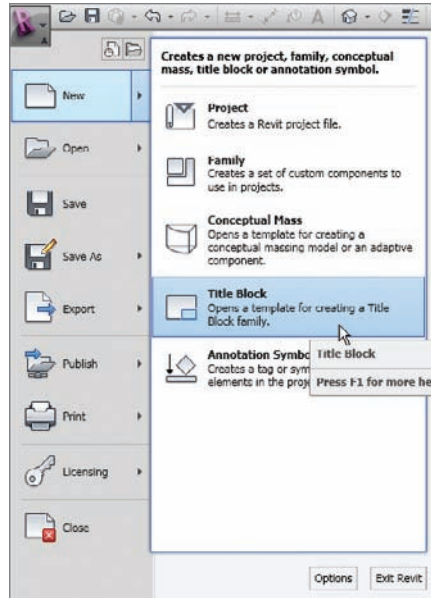 Creates a new project, family, conceptual
mass, title block or annotation symbol.
New
Project
Creates a Revit project file.
Open
Family
Creates a set of custom components to
use in projects.
Save
Conceptual Mass
Opens a template for creating a
conceptual massing model or an adaptive
component.
Save As
Title Block
Opens a template for creating a Title
Block family.
Export
Annotation Symbo
Creates a tag or sym
elements in the proj
Title Block
Press F1 for more he
Publish
Print
Licensing
Close
Options
Exit Revit